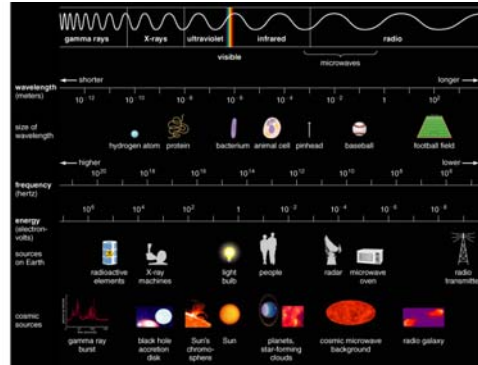 gamma rays X-rays ultraviolet infrared radio
visible
microwaves
shorter longer
wavelength
(meters)
10⁻¹² 10⁻¹⁰ 10⁻⁸ 10⁻⁶ 10⁻⁴ 10⁻² 1 10²
size of
wavelength
hydrogen atom protein bacterium animal cell pinhead baseball football field
higher lower
frequency
(hertz)
10²⁰ 10¹⁸ 10¹⁶ 10¹⁴ 10¹² 10¹⁰ 10⁸ 10⁶
energy
(electron-
volts)
10⁶ 10⁴ 10² 1 10⁻² 10⁻⁴ 10⁻⁶ 10⁻⁸
sources
on Earth
radioactive
elements
X-ray
machines
light
bulb
people
radar
microwave
oven
radio
transmitte
cosmic
sources
gamma ray
burst
black hole
accretion
disk
Sun's
chromo-
sphere
Sun
planets,
star-forming
clouds
cosmic microwave
background
radio galaxy